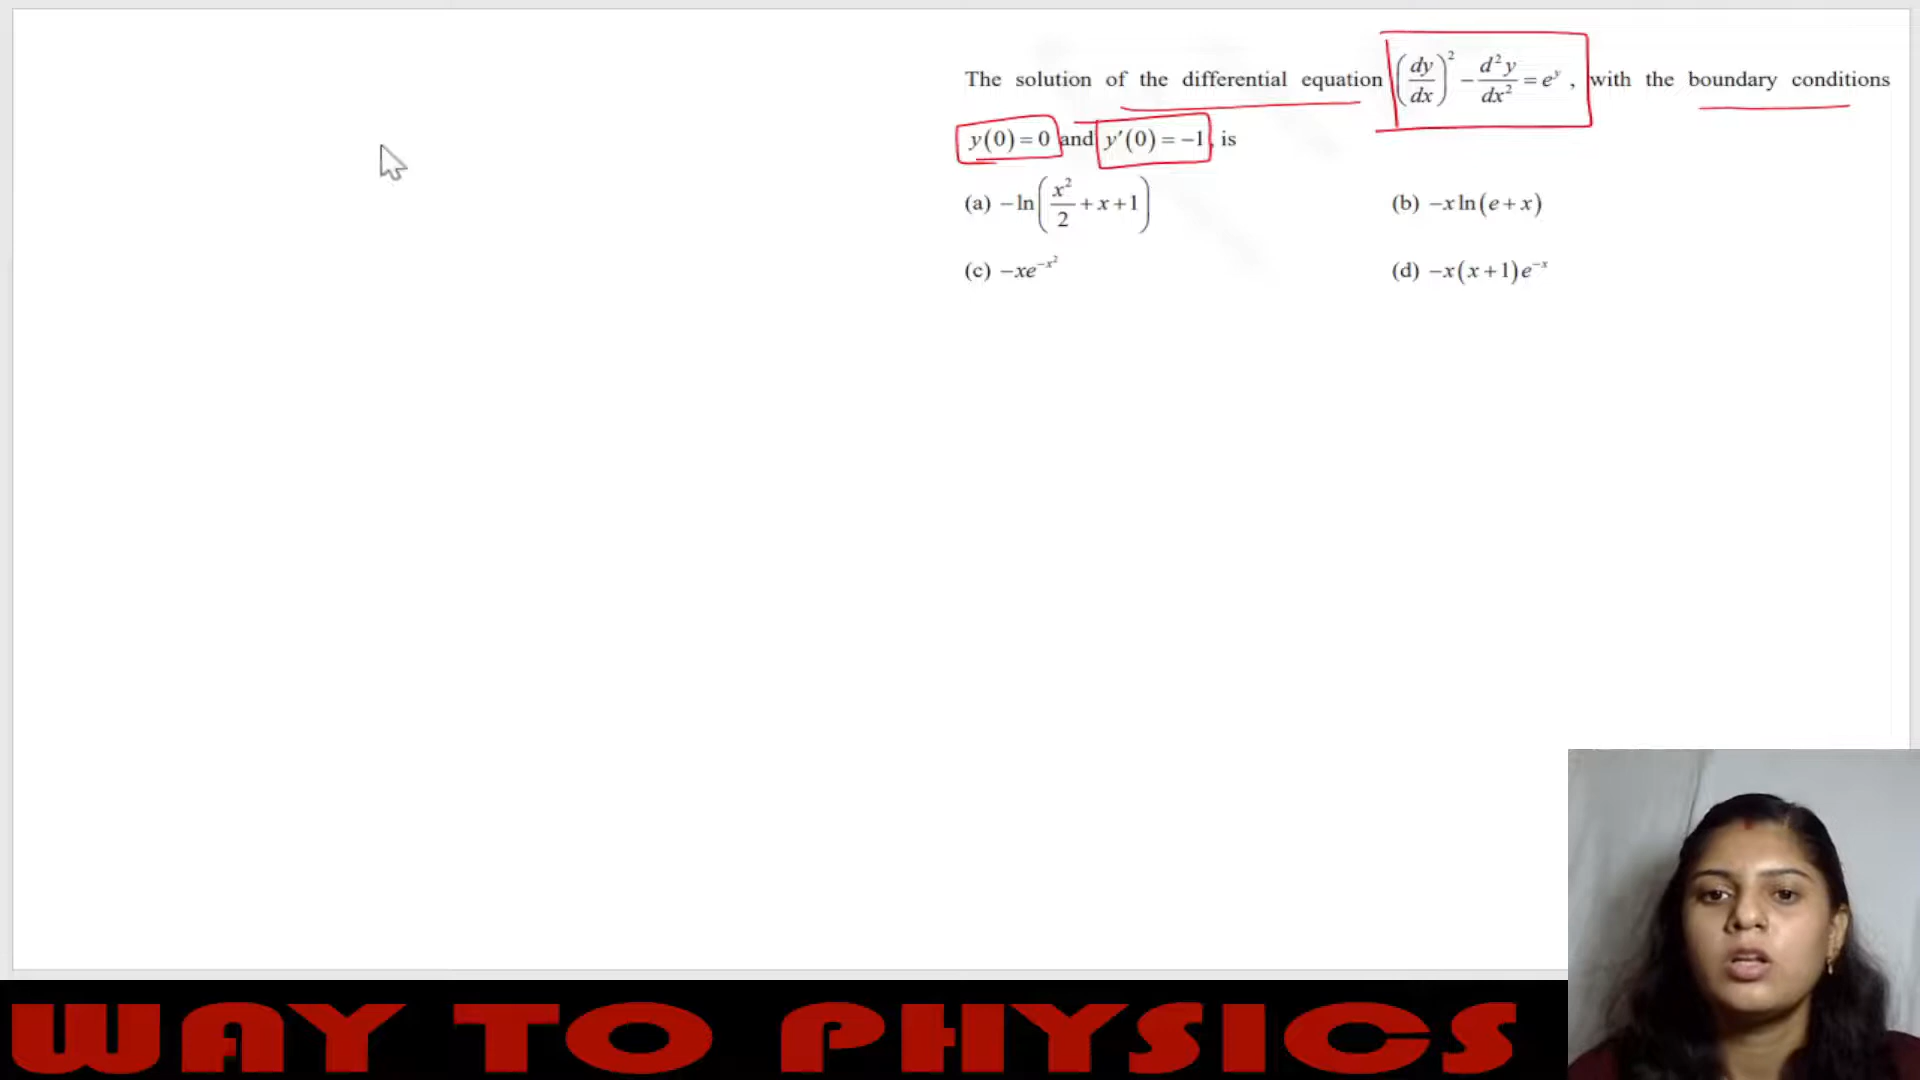 The solution of the differential equation (dy/dx)² − d²y/dx² = eʸ , with the boundary conditions
y(0) = 0 and y′(0) = −1, is
(a) −ln(x²/2 + x + 1) (b) −x ln(e + x)
(c) −xe^(−x²) (d) −x(x + 1)e^(−x)
WAY TO PHYSICS